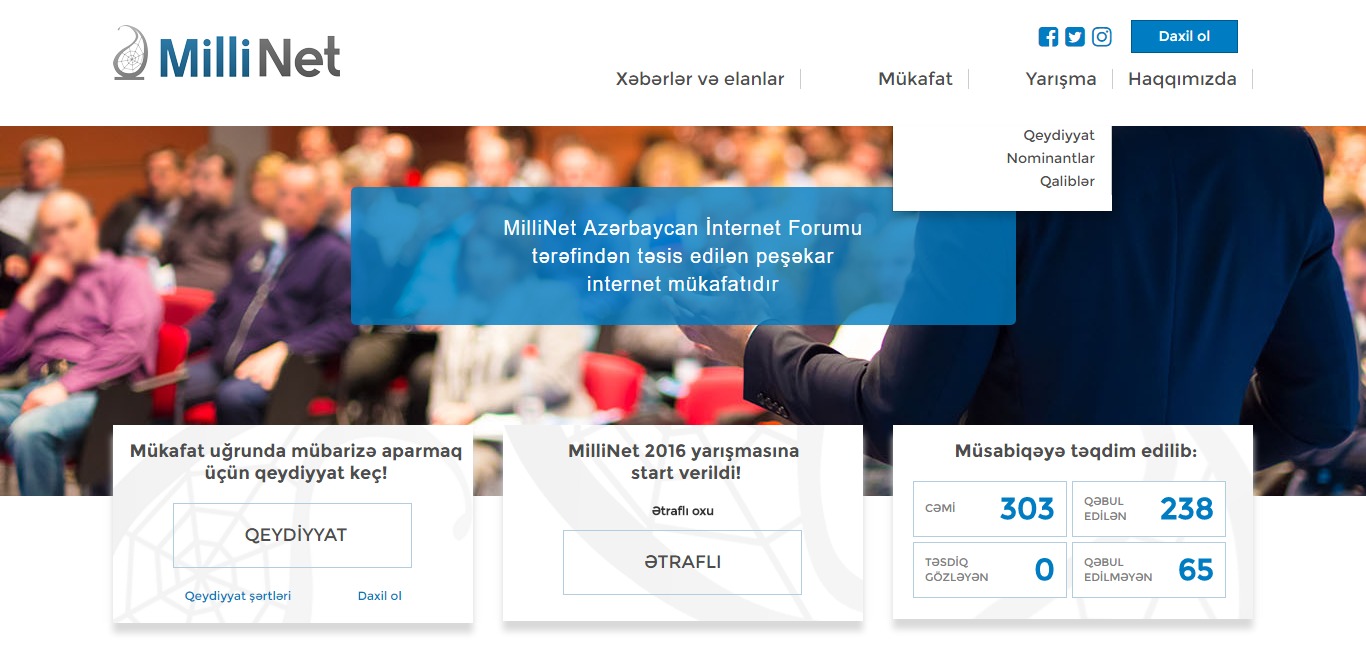 MilliNet
Daxil ol
Xəbərlər və elanlar
Mükafat
Yarışma
Haqqımızda
Qeydiyyat
Nominantlar
Qaliblər
MilliNet Azərbaycan İnternet Forumu
tərəfindən təsis edilən peşəkar
internet mükafatıdır
Mükafat uğrunda mübarizə aparmaq
üçün qeydiyyat keç!
QEYDİYYAT
Qeydiyyat şərtləri
Daxil ol
MilliNet 2016 yarışmasına
start verildi!
Ətraflı oxu
ƏTRAFLI
Müsabiqəyə təqdim edilib:
CƏMİ
303
QƏBUL
EDİLƏN
238
TƏSDİQ
GÖZLƏYƏN
0
QƏBUL
EDİLMƏYƏN
65